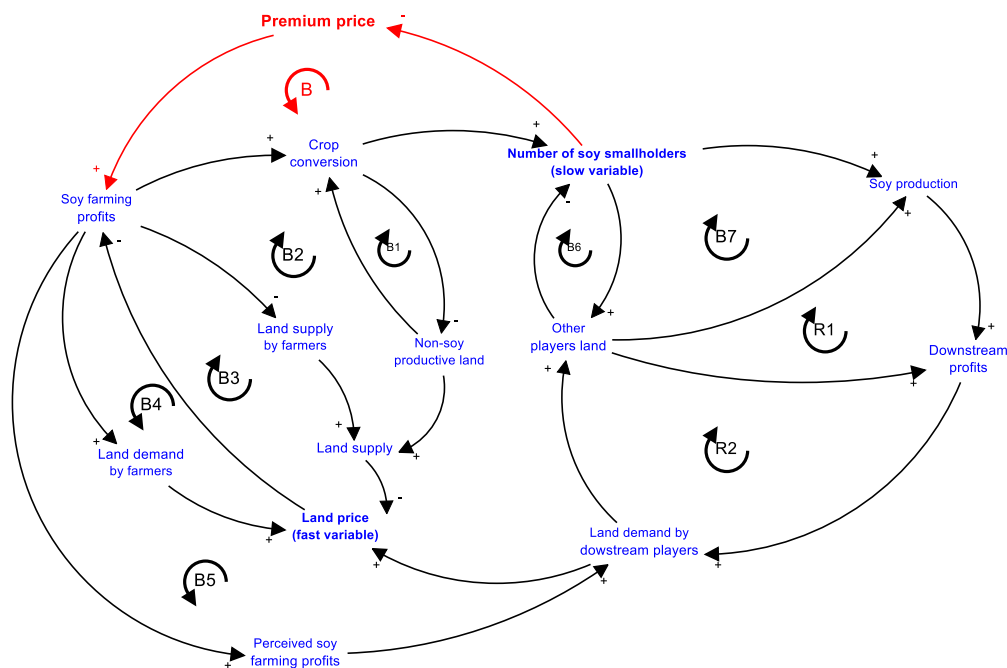 Premium price
-
B
+
Crop
conversion
+
+
Number of soy smallholders
(slow variable)
+
Soy production
+
Soy farming
profits
-
+
-
B2
B1
B6
B7
+
-
Land supply
by farmers
-
Non-soy
productive land
+
Other
players land
R1
+
Downstream
profits
B3
+
+
B4
+
Land demand
by farmers
+
Land supply
+
R2
-
Land price
(fast variable)
+
+
Land demand by
dowstream players
+
+
B5
Perceived soy
farming profits
+